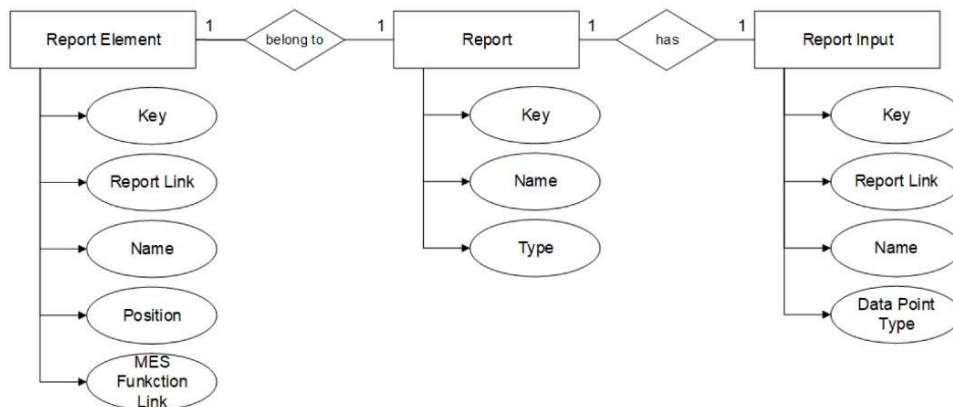 Report Element
1
belong to
1
Report
1
has
1
Report Input
Key
Report Link
Name
Position
MES
Funkction
Link
Key
Name
Type
Key
Report Link
Name
Data Point
Type